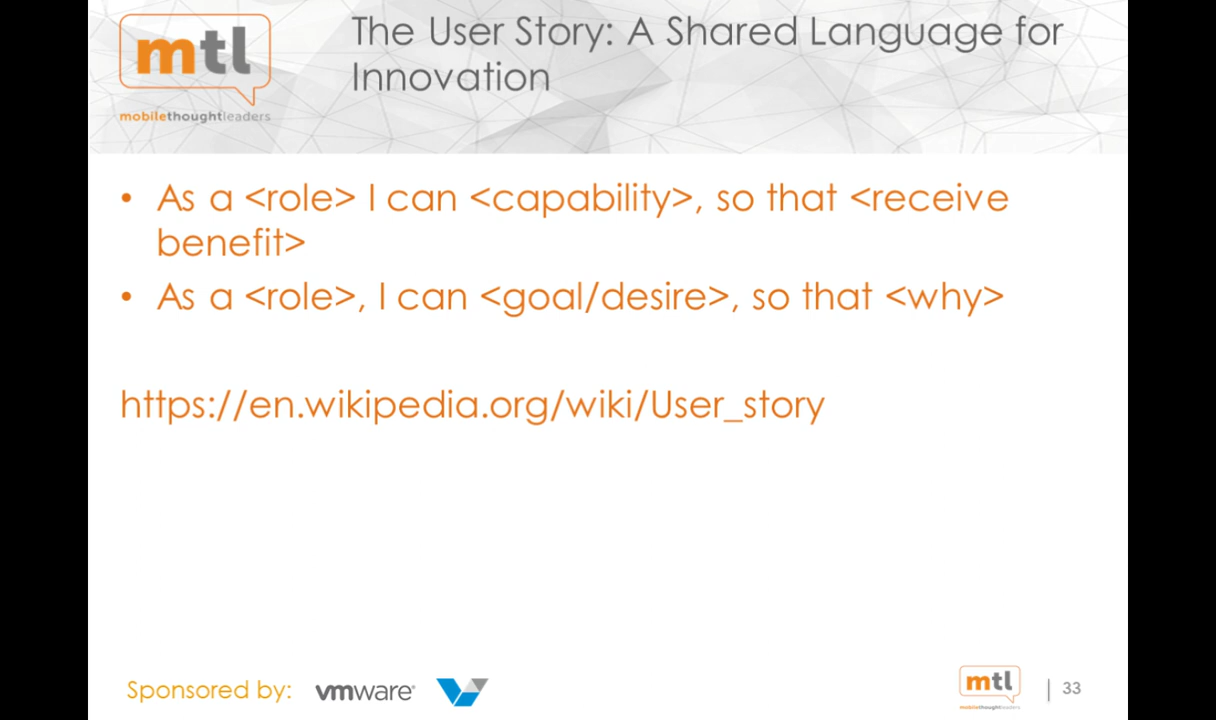 mtl
mobilethoughtleaders
The User Story: A Shared Language for
Innovation
• As a <role> I can <capability>, so that <receive
benefit>
• As a <role>, I can <goal/desire>, so that <why>
https://en.wikipedia.org/wiki/User_story
Sponsored by: vmware®
mtl
mobilethoughtleaders
| 33